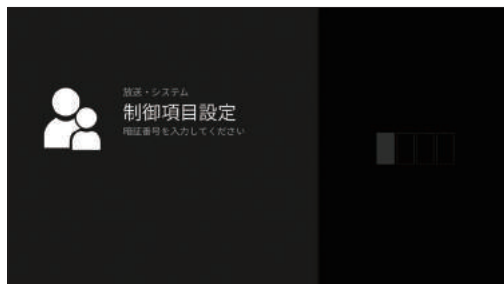 放送・システム
制御項目設定
暗証番号を入力してください